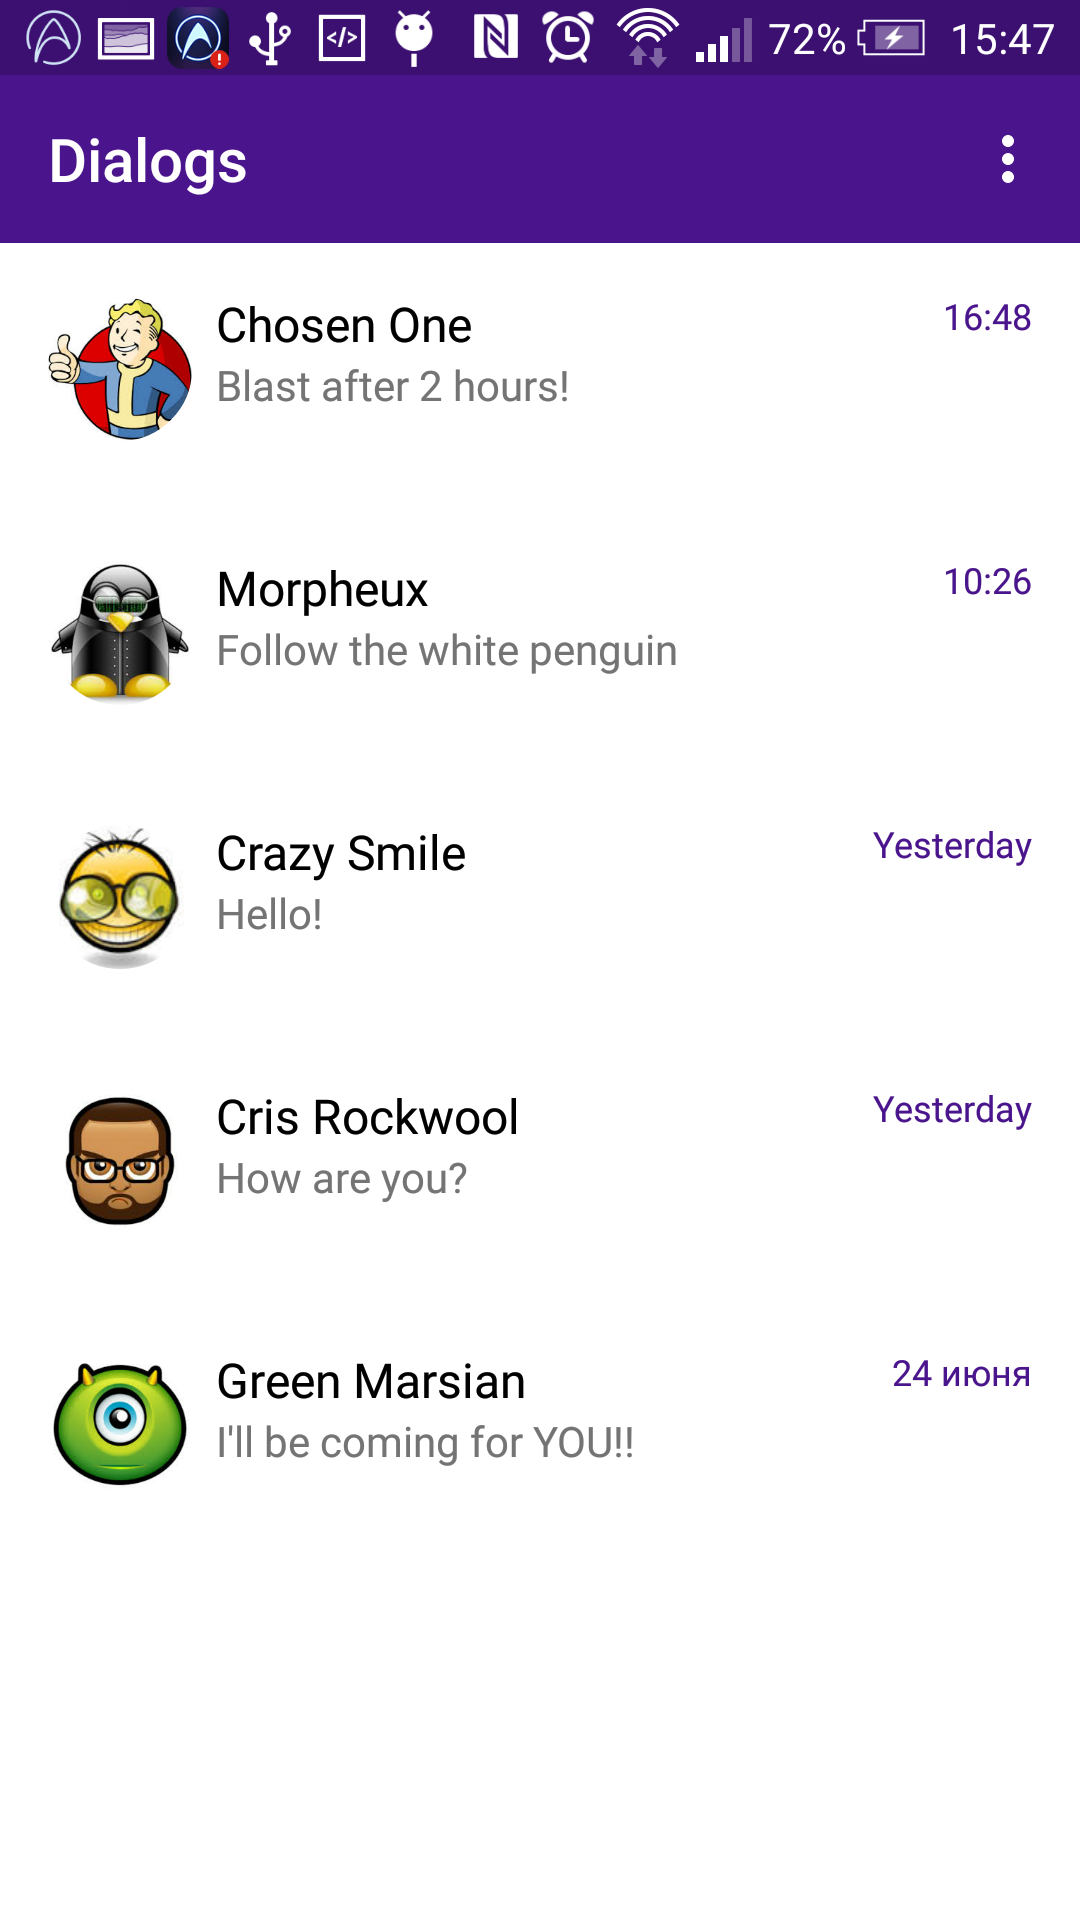 72% 15:47
Dialogs
Chosen One 16:48
Blast after 2 hours!
Morpheux 10:26
Follow the white penguin
Crazy Smile Yesterday
Hello!
Cris Rockwool Yesterday
How are you?
Green Marsian 24 июня
I'll be coming for YOU!!